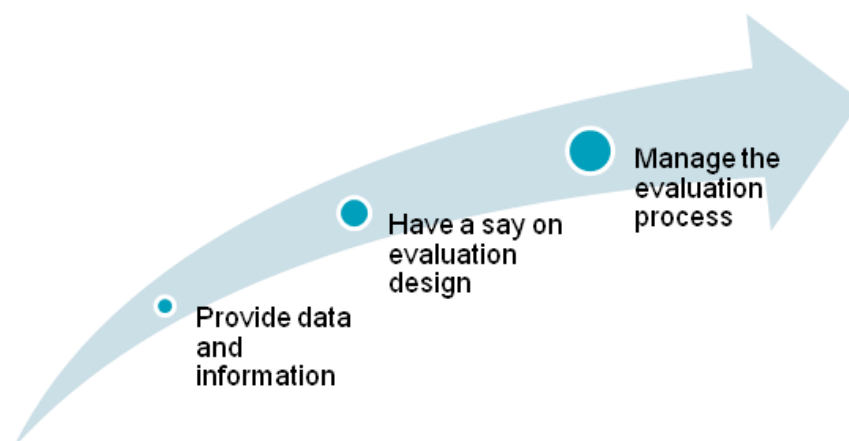 Manage the
evaluation
process
Have a say on
evaluation
design
Provide data
and
information